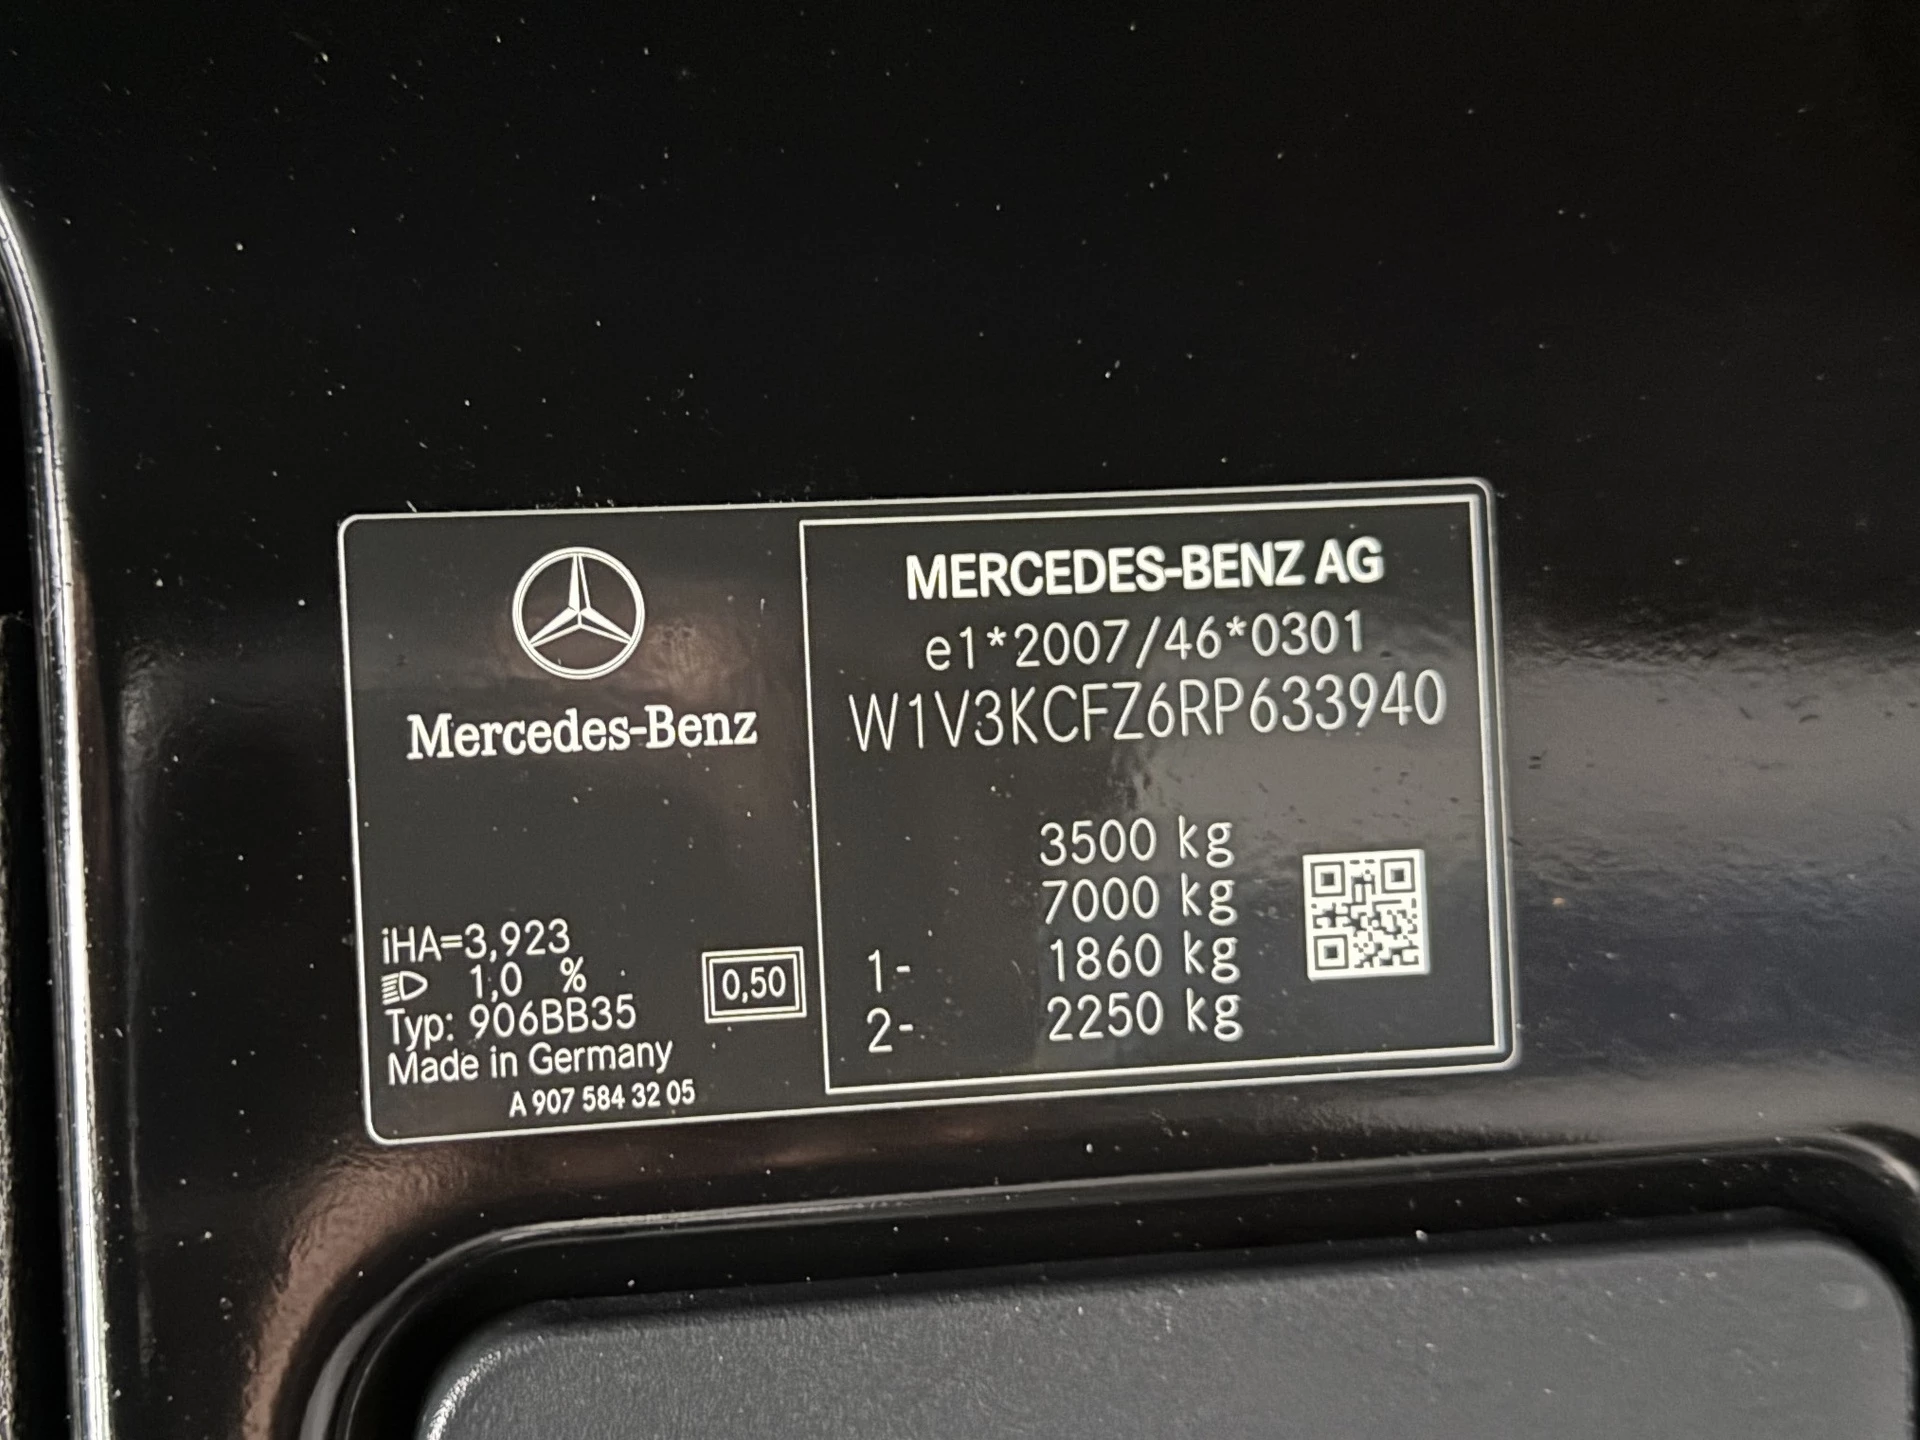 Mercedes-Benz
iHA=3,923
1,0 %
Typ: 906BB35
Made in Germany
A 907 584 32 05
0,50
MERCEDES-BENZ AG
e1*2007/46*0301
W1V3KCFZ6RP633940
3500 kg
7000 kg
1- 1860 kg
2- 2250 kg